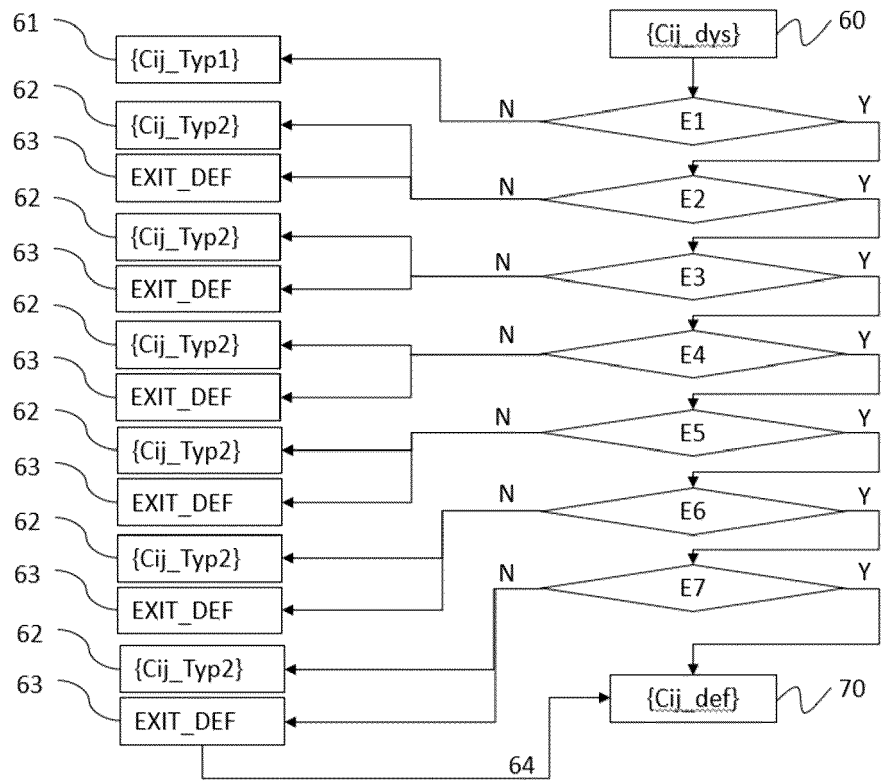 61
{Cij_Typ1}
{Cij_dys}
60
62
{Cij_Typ2}
N
E1
Y
63
EXIT_DEF
N
E2
Y
62
{Cij_Typ2}
63
EXIT_DEF
N
E3
Y
62
{Cij_Typ2}
63
EXIT_DEF
N
E4
Y
62
{Cij_Typ2}
63
EXIT_DEF
N
E5
Y
62
{Cij_Typ2}
63
EXIT_DEF
N
E6
Y
62
{Cij_Typ2}
63
EXIT_DEF
N
E7
Y
{Cij_def}
70
64